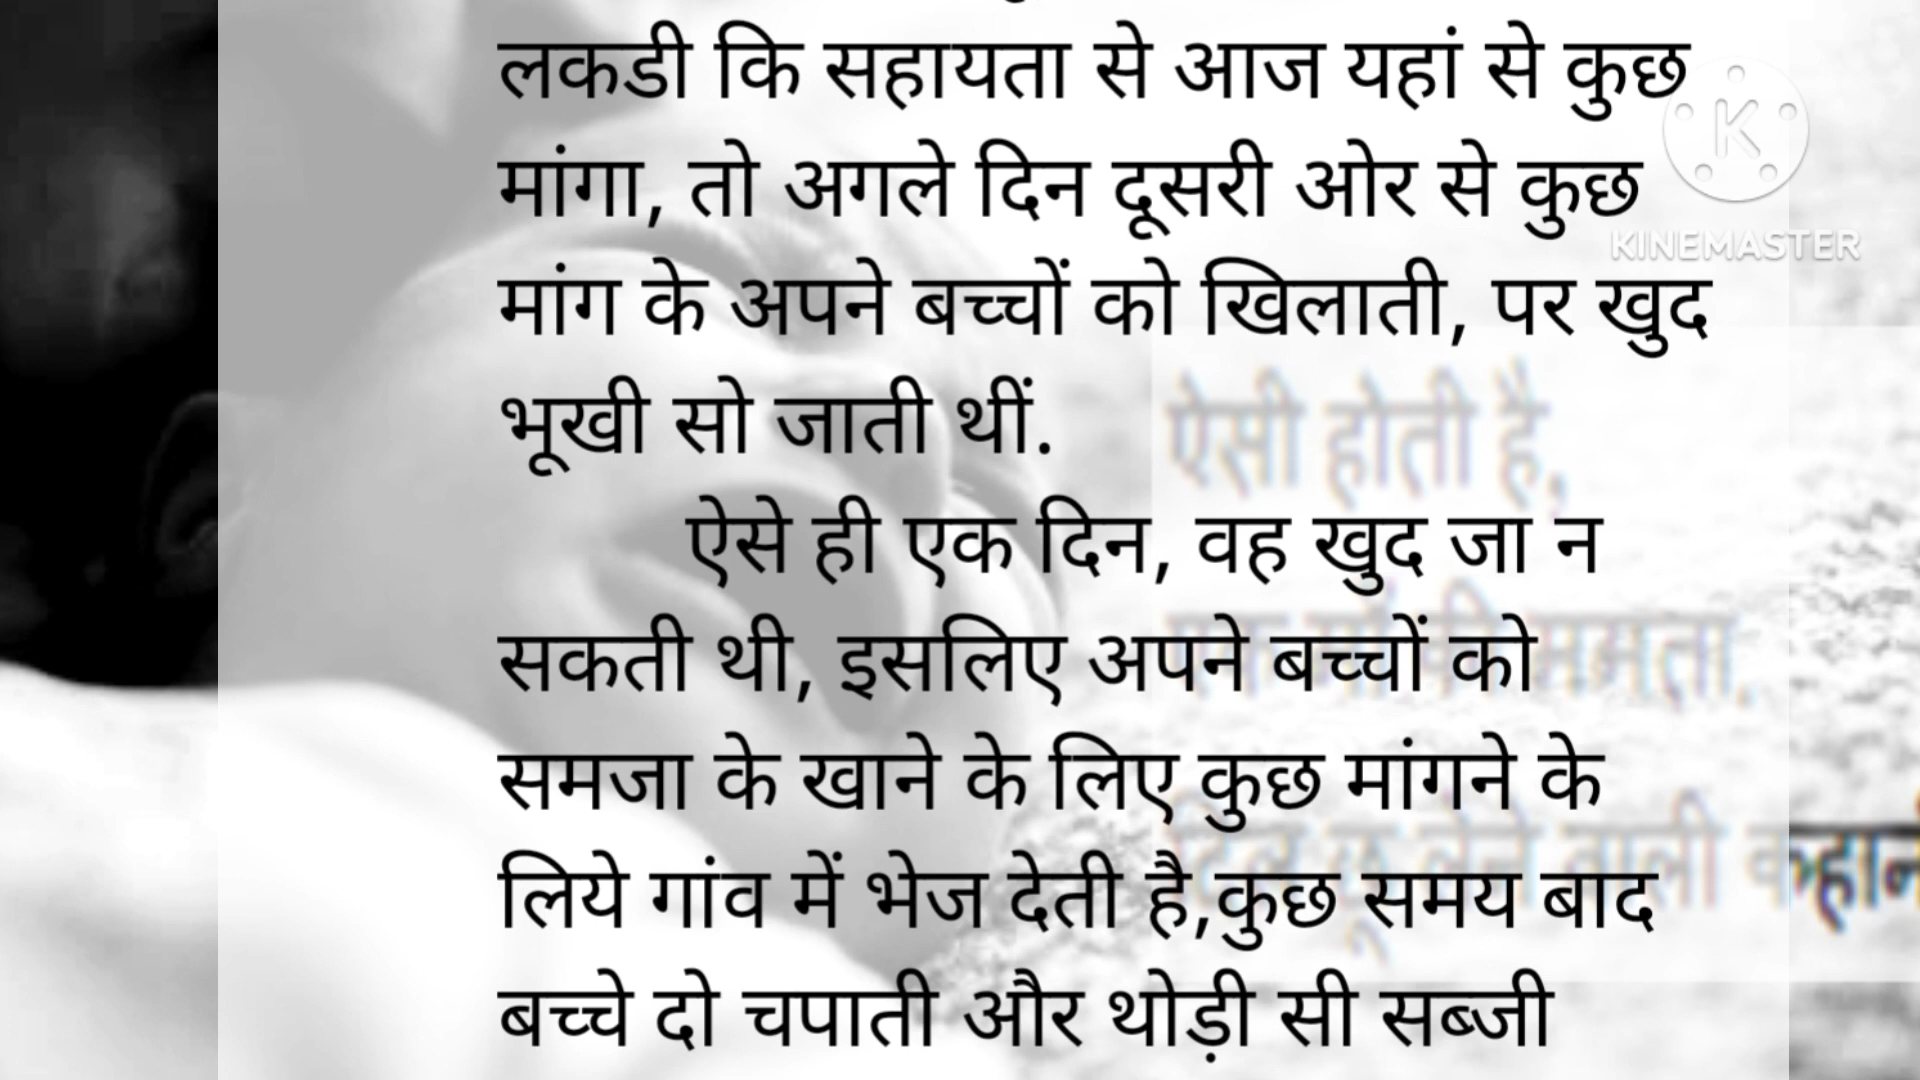 लकडी कि सहायता से आज यहां से कुछ
मांगा, तो अगले दिन दूसरी ओर से कुछ
मांग के अपने बच्चों को खिलाती, पर खुद
भूखी सो जाती थीं.
ऐसे ही एक दिन, वह खुद जा न
सकती थी, इसलिए अपने बच्चों को
समजा के खाने के लिए कुछ मांगने के
लिये गांव में भेज देती है,कुछ समय बाद
बच्चे दो चपाती और थोड़ी सी सब्जी
K
KINEMASTER
ऐसी होती है,
ममता.